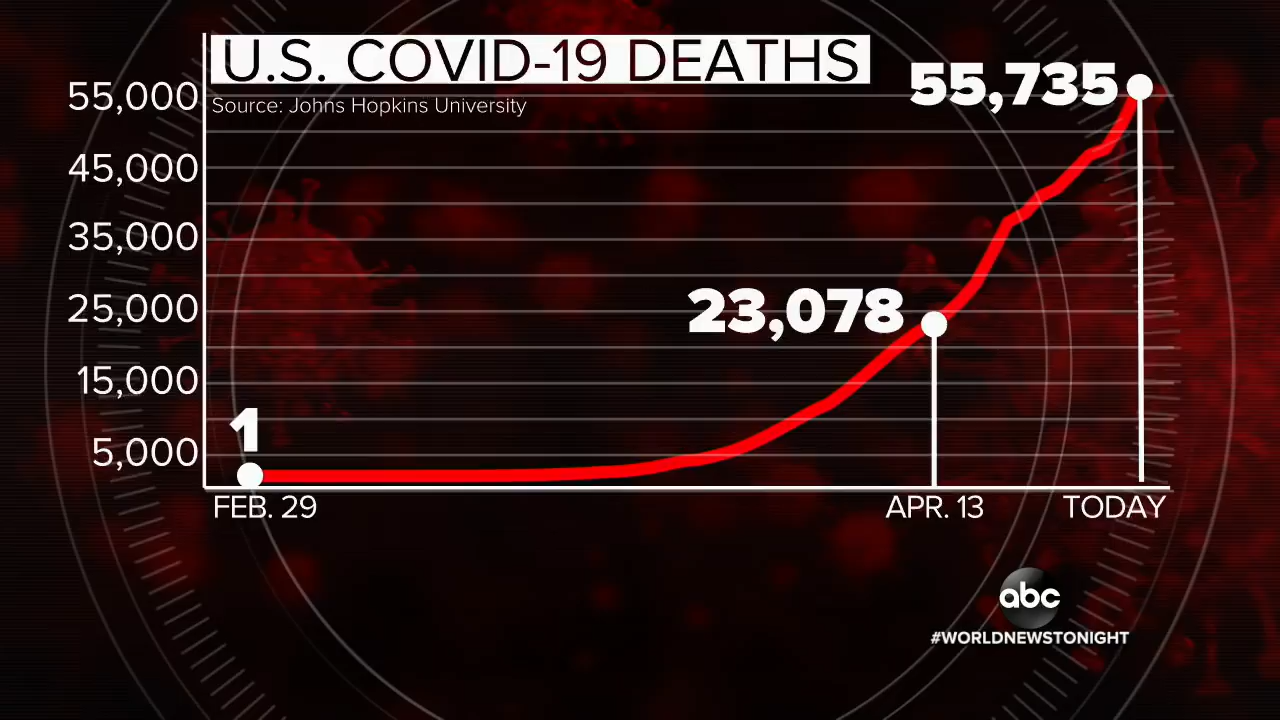 U.S. COVID-19 DEATHS
Source: Johns Hopkins University
55,735
55,000
45,000
35,000
23,078
25,000
15,000
1
5,000
FEB. 29
APR. 13
TODAY
abc
#WORLDNEWSTONIGHT